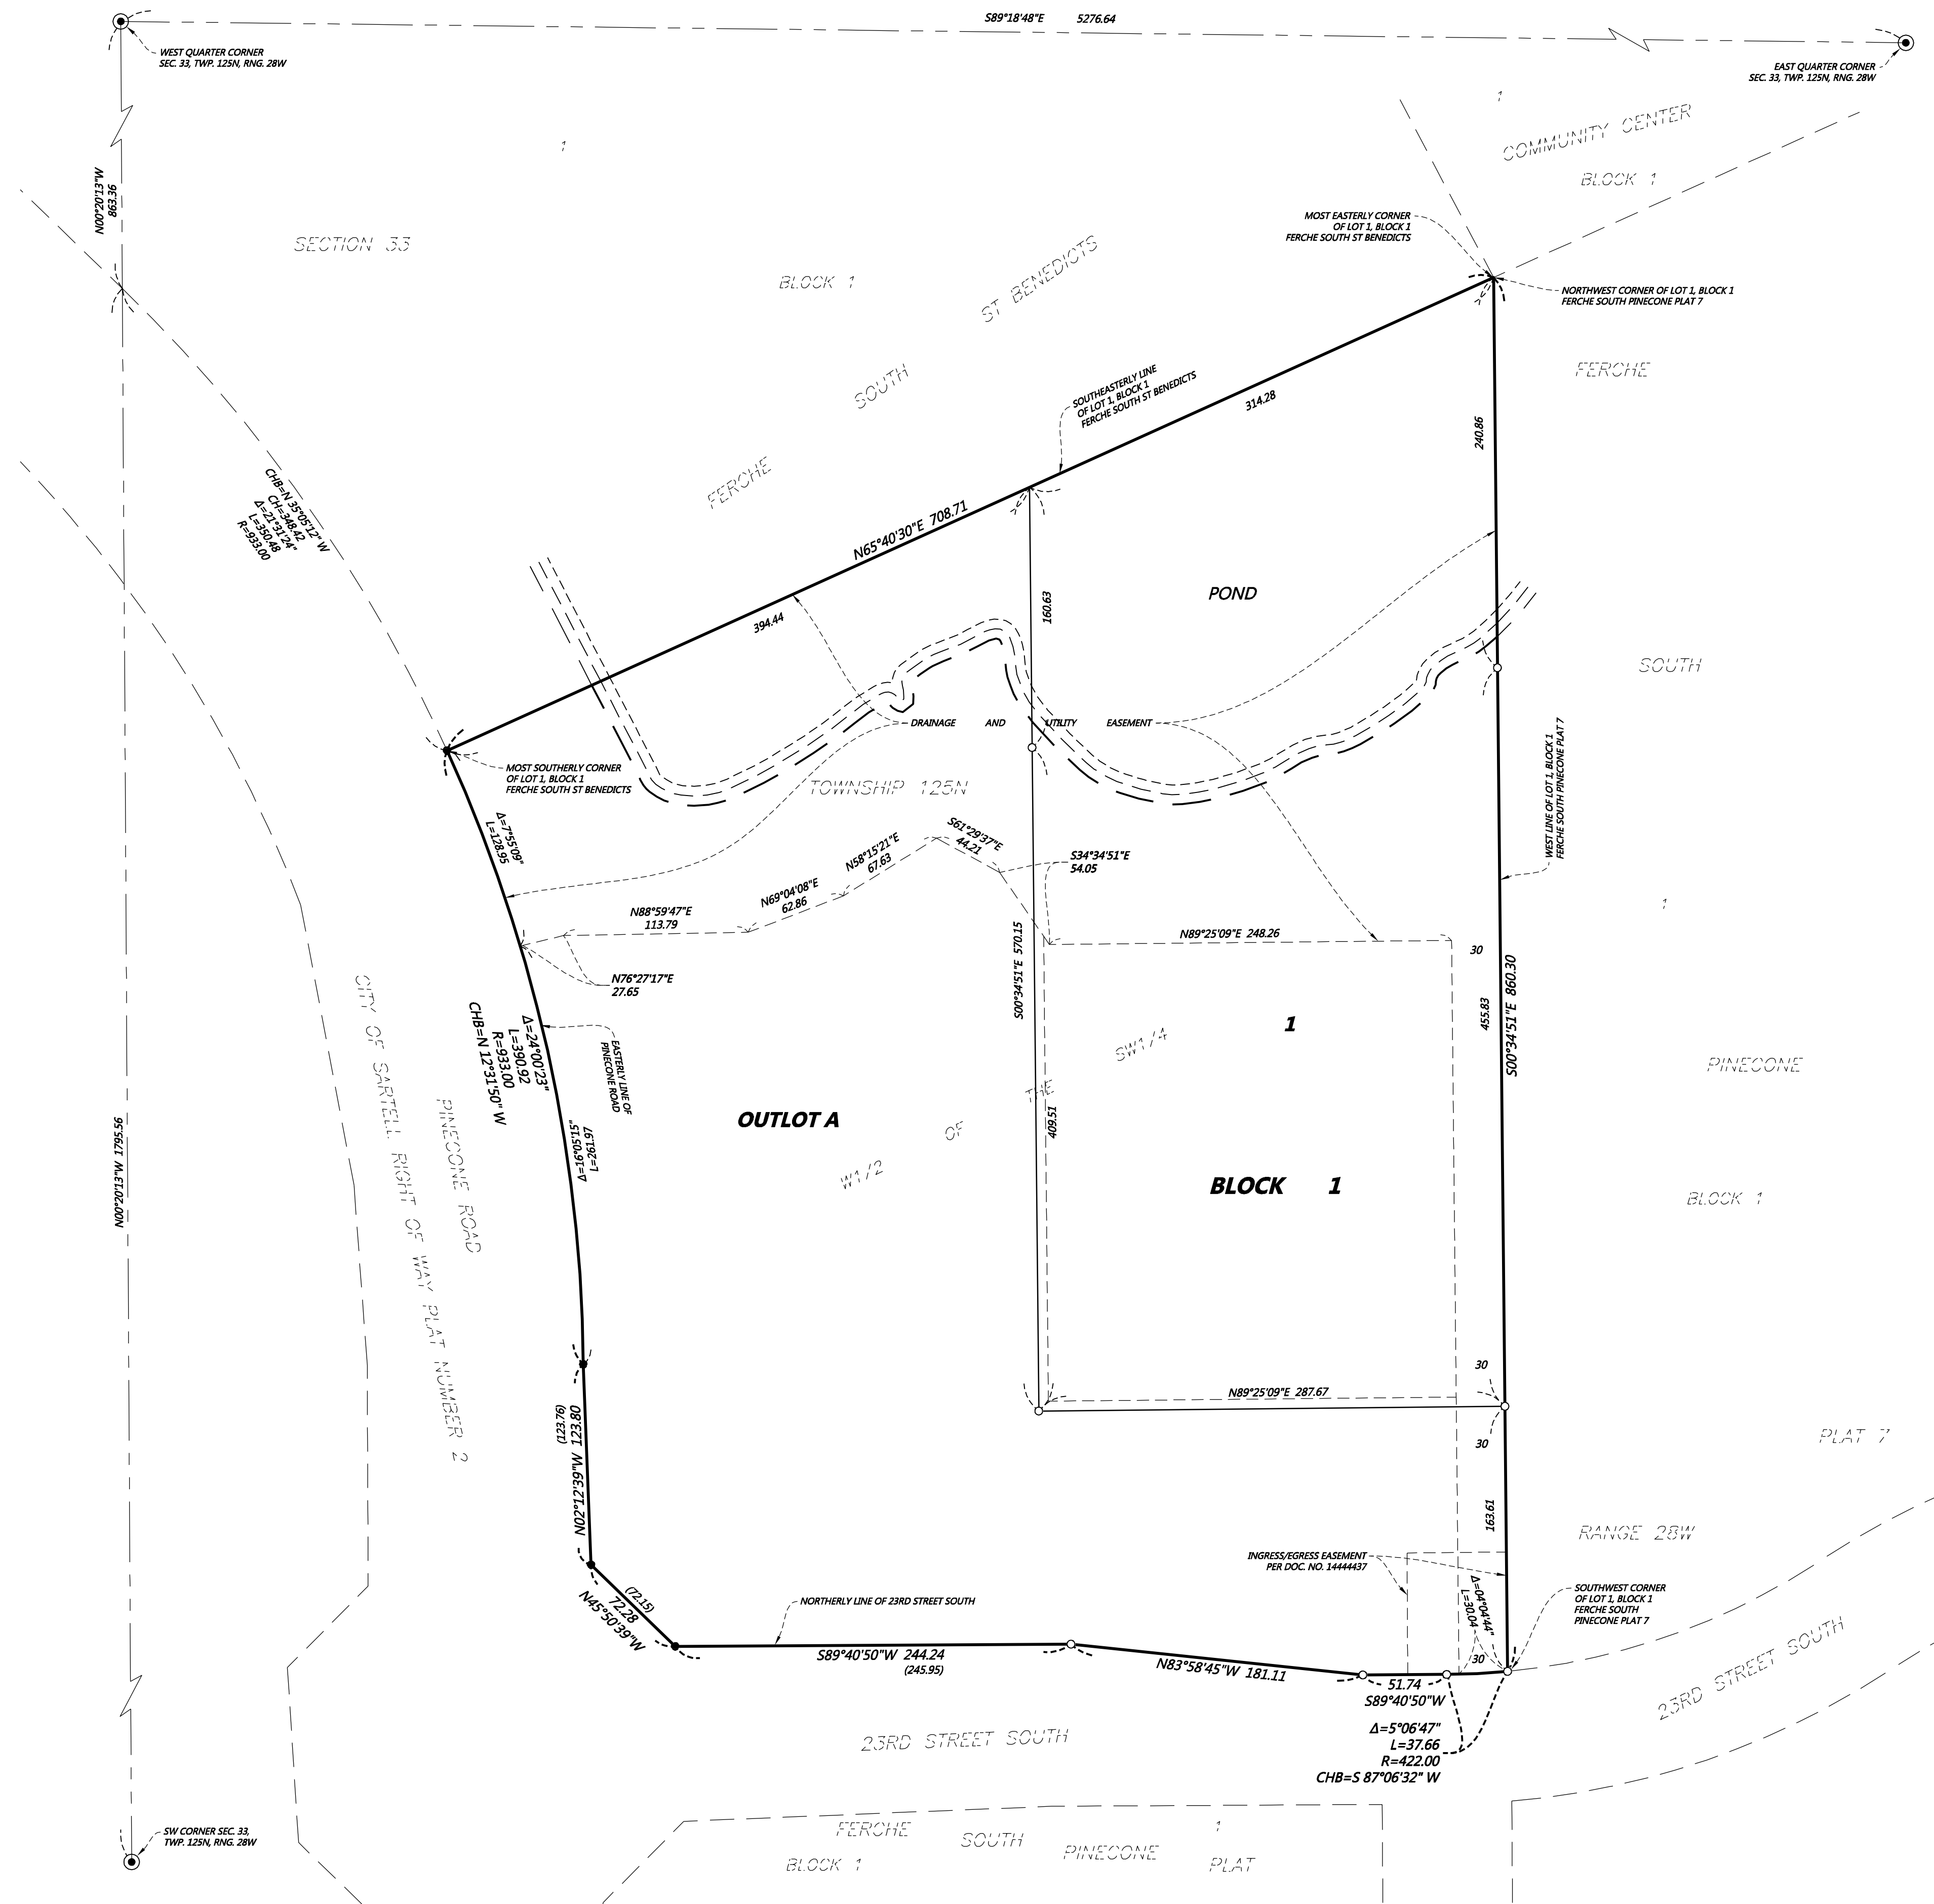 S89°18'48"E 5276.64
WEST QUARTER CORNER
SEC. 33, TWP. 125N, RNG. 28W
EAST QUARTER CORNER
SEC. 33, TWP. 125N, RNG. 28W
1
COMMUNITY CENTER
BLOCK 1
1
N00°20'13"W
863.36
SECTION 33
BLOCK 1
ST BENEDICTS
SOUTH
FERCHE
MOST EASTERLY CORNER
OF LOT 1, BLOCK 1
FERCHE SOUTH ST BENEDICTS
NORTHWEST CORNER OF LOT 1, BLOCK 1
FERCHE SOUTH PINECONE PLAT 7
FERCHE
SOUTHEASTERLY LINE
OF LOT 1, BLOCK 1
FERCHE SOUTH ST BENEDICTS
314.28
240.86
CHB=N 35°05'12" W
CH=348.42
Δ=21°31'24"
L=350.48
R=933.00
N65°40'30"E 708.71
394.44
160.63
POND
SOUTH
DRAINAGE AND UTILITY EASEMENT
MOST SOUTHERLY CORNER
OF LOT 1, BLOCK 1
FERCHE SOUTH ST BENEDICTS
TOWNSHIP 125N
WEST LINE OF LOT 1, BLOCK 1
FERCHE SOUTH PINECONE PLAT 7
Δ=7°55'09"
L=128.95
S61°29'37"E
44.21
N58°15'21"E
67.63
S34°34'51"E
54.05
N69°04'08"E
62.86
N88°59'47"E
113.79
N76°27'17"E
27.65
N89°25'09"E 248.26
30
1
S00°34'51"E 570.15
455.83
S00°34'51"E 860.30
Δ=24°00'23"
L=390.92
R=933.00
CHB=N 12°31'50" W
EASTERLY LINE OF
PINECONE ROAD
1
SW1/4
THE
OF
W1/2
409.51
PINECONE
OUTLOT A
L=261.97
Δ=16°05'15"
BLOCK 1
BLOCK 1
CITY OF SARTELL RIGHT OF WAY PLAT NUMBER 2
PINECONE ROAD
N00°20'13"W 1795.56
30
N89°25'09"E 287.67
30
PLAT 7
(123.76)
N02°12'39"W 123.80
163.61
RANGE 28W
INGRESS/EGRESS EASEMENT
PER DOC. NO. 14444437
Δ=04°04'44"
L=30.04
30
SOUTHWEST CORNER
OF LOT 1, BLOCK 1
FERCHE SOUTH
PINECONE PLAT 7
(72.15)
72.28
N45°50'39"W
NORTHERLY LINE OF 23RD STREET SOUTH
S89°40'50"W 244.24
(245.95)
N83°58'45"W 181.11
51.74
S89°40'50"W
23RD STREET SOUTH
Δ=5°06'47"
L=37.66
R=422.00
CHB=S 87°06'32" W
23RD STREET SOUTH
SW CORNER SEC. 33,
TWP. 125N, RNG. 28W
FERCHE SOUTH PINECONE PLAT
1
BLOCK 1